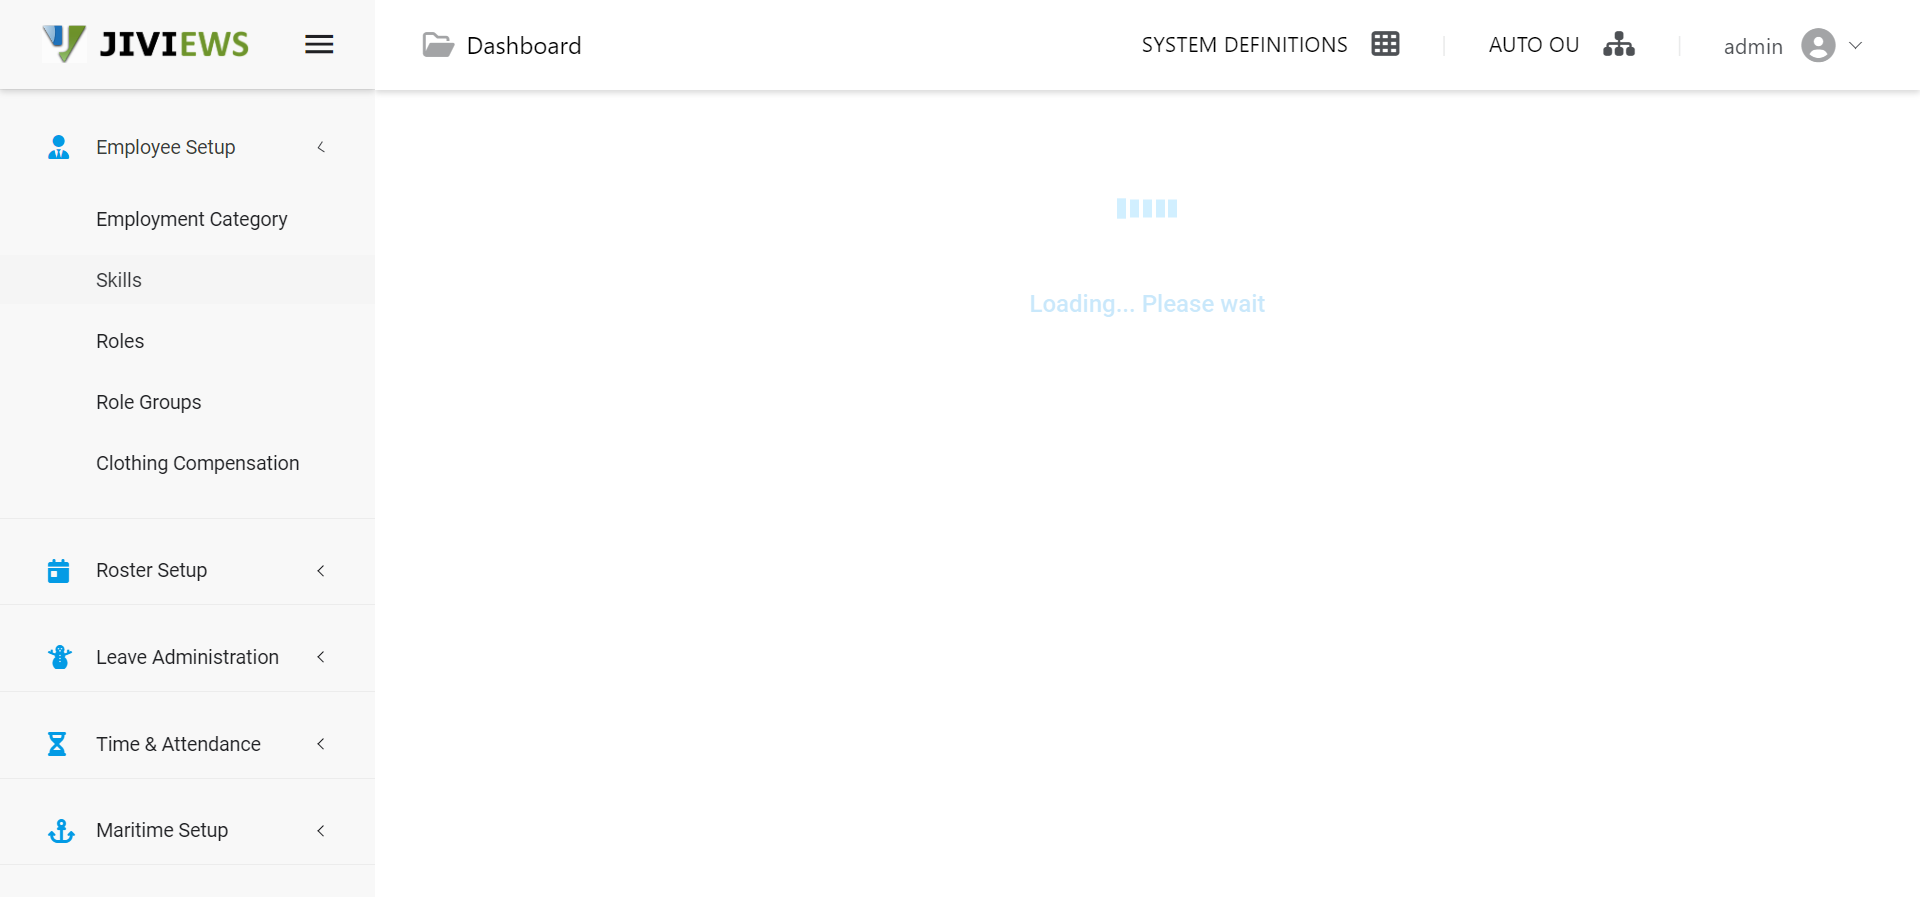 JIVIEWS
Dashboard
SYSTEM DEFINITIONS
AUTO OU
admin
Employee Setup
Employment Category
Skills
Roles
Role Groups
Clothing Compensation
Roster Setup
Leave Administration
Time & Attendance
Maritime Setup
Loading... Please wait